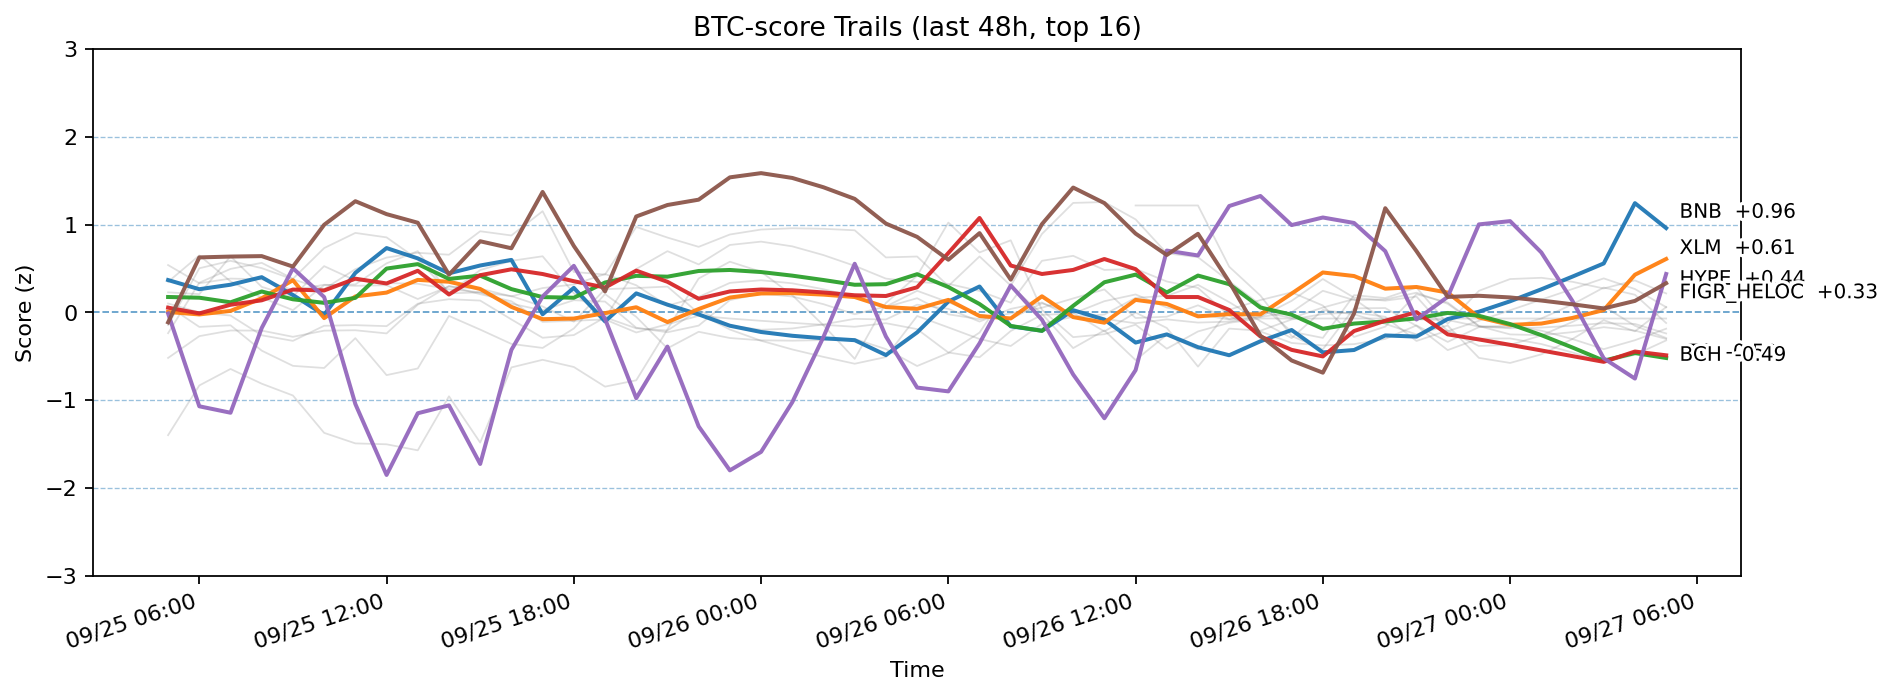 BTC-score Trails (last 48h, top 16)
Score (z)
3
2
1
0
−1
−2
−3
BNB +0.96
XLM +0.61
HYPE +0.44
FIGR_HELOC +0.33
BCH -0.49
09/25 06:00
09/25 12:00
09/25 18:00
09/26 00:00
09/26 06:00
09/26 12:00
09/26 18:00
09/27 00:00
09/27 06:00
Time